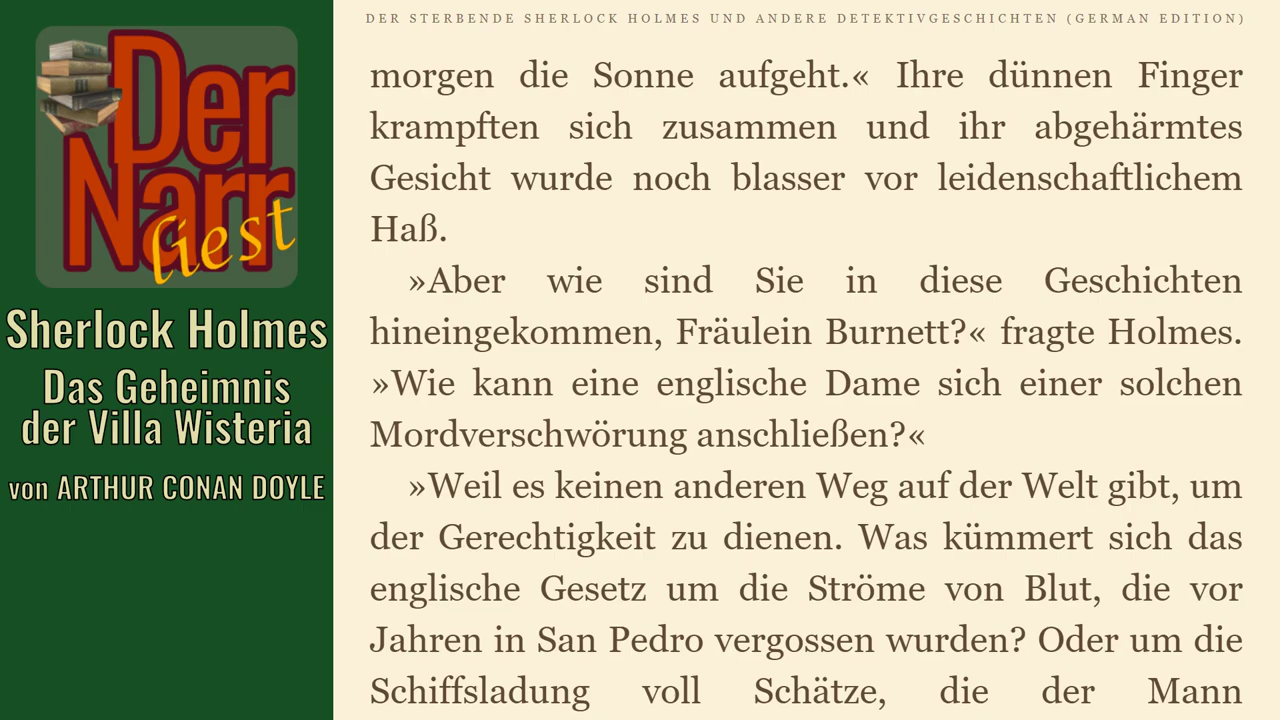 Der
Narr
liest
Sherlock Holmes
Das Geheimnis
der Villa Wisteria
von ARTHUR CONAN DOYLE
DER STERBENDE SHERLOCK HOLMES UND ANDERE DETEKTIVGESCHICHTEN (GERMAN EDITION)
morgen die Sonne aufgeht.« Ihre dünnen Finger
krampften sich zusammen und ihr abgehärmtes
Gesicht wurde noch blasser vor leidenschaftlichem
Haß.
»Aber wie sind Sie in diese Geschichten
hineingekommen, Fräulein Burnett?« fragte Holmes.
»Wie kann eine englische Dame sich einer solchen
Mordverschwörung anschließen?«
»Weil es keinen anderen Weg auf der Welt gibt, um
der Gerechtigkeit zu dienen. Was kümmert sich das
englische Gesetz um die Ströme von Blut, die vor
Jahren in San Pedro vergossen wurden? Oder um die
Schiffsladung voll Schätze, die der Mann